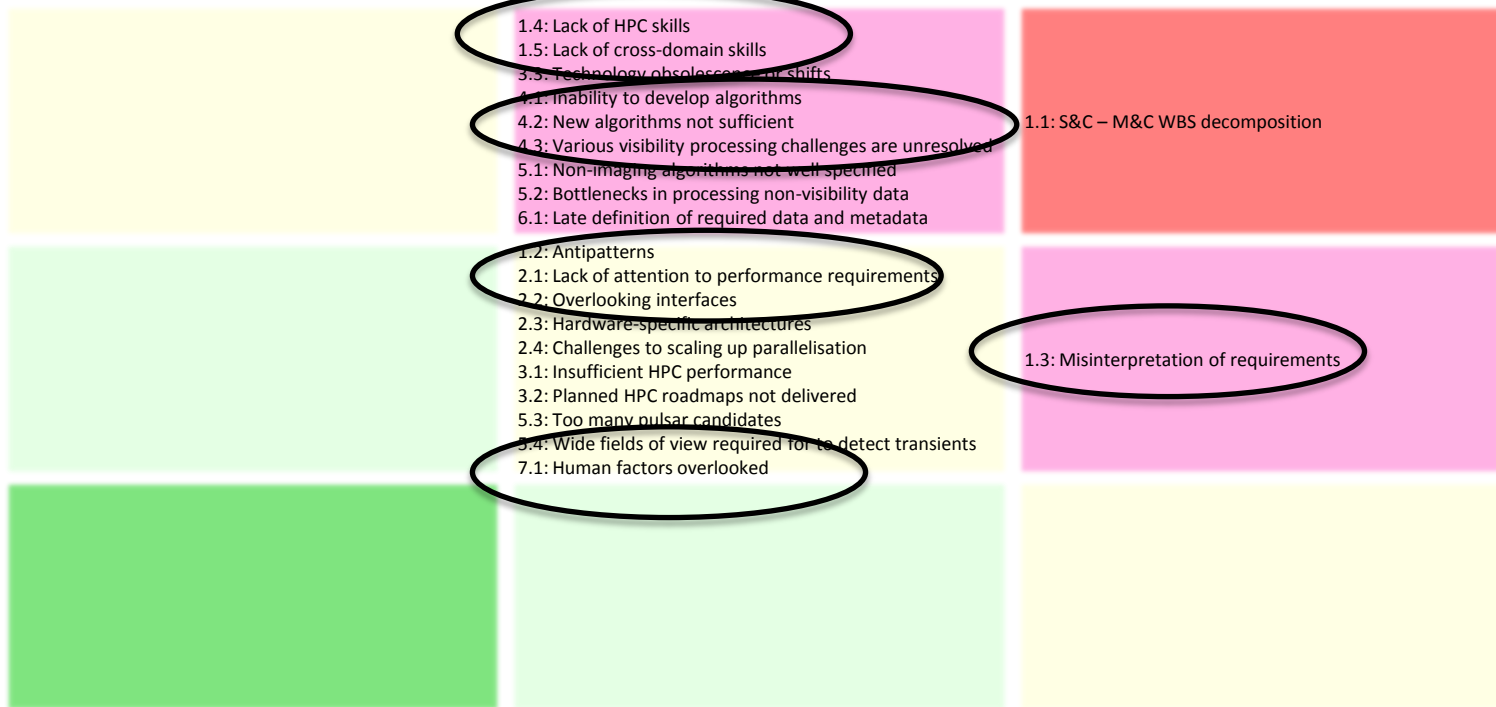 1.4: Lack of HPC skills
1.5: Lack of cross-domain skills
3.3: Technology obsolescence or shifts
4.1: Inability to develop algorithms
4.2: New algorithms not sufficient
4.3: Various visibility processing challenges are unresolved
5.1: Non-imaging algorithms not well specified
5.2: Bottlenecks in processing non-visibility data
6.1: Late definition of required data and metadata
1.1: S&C – M&C WBS decomposition
1.2: Antipatterns
2.1: Lack of attention to performance requirements
2.2: Overlooking interfaces
2.3: Hardware-specific architectures
2.4: Challenges to scaling up parallelisation
3.1: Insufficient HPC performance
3.2: Planned HPC roadmaps not delivered
5.3: Too many pulsar candidates
5.4: Wide fields of view required for to detect transients
7.1: Human factors overlooked
1.3: Misinterpretation of requirements